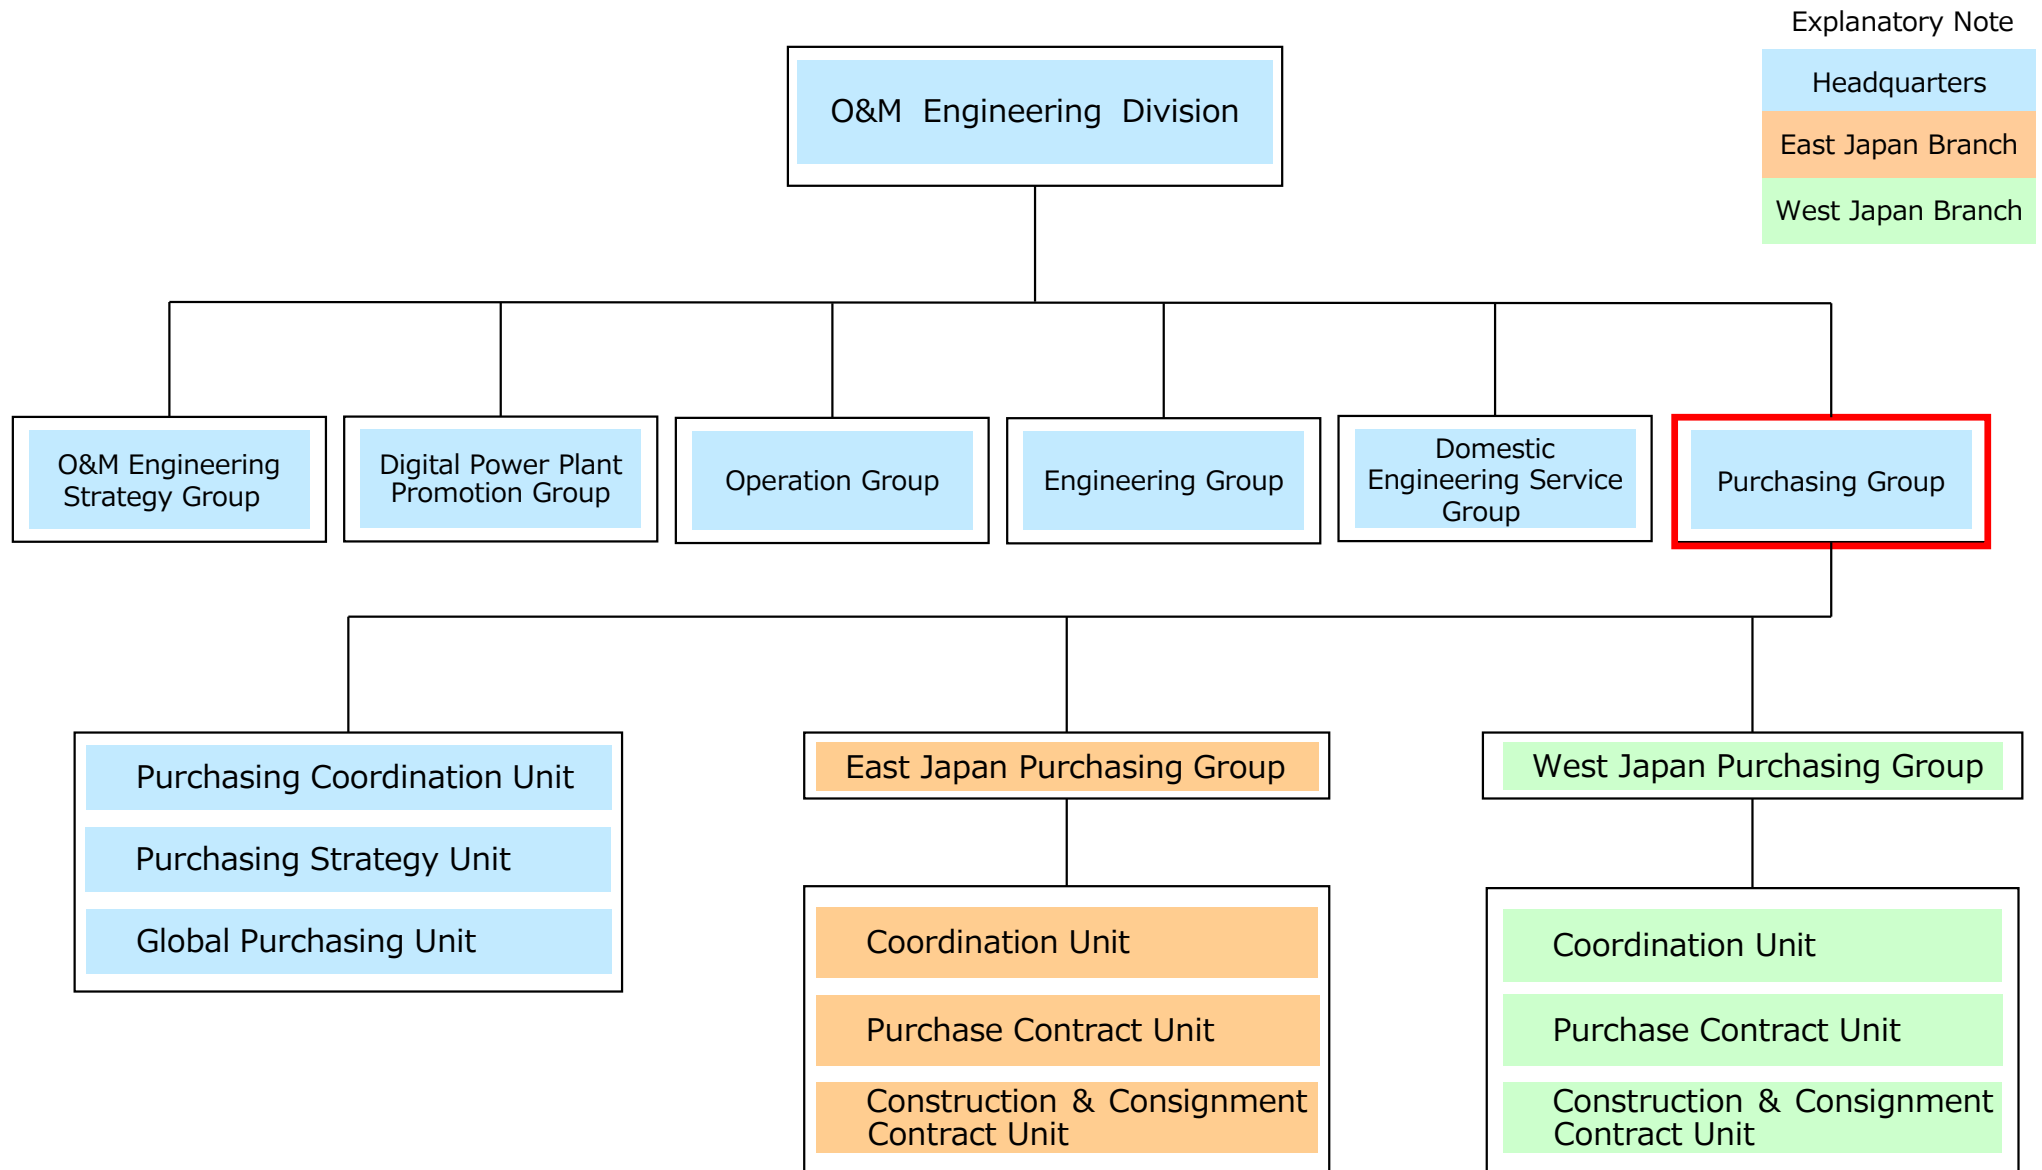 Explanatory Note
Headquarters
East Japan Branch
West Japan Branch
O&M Engineering Division
O&M Engineering
Strategy Group
Digital Power Plant
Promotion Group
Operation Group
Engineering Group
Domestic
Engineering Service
Group
Purchasing Group
Purchasing Coordination Unit
Purchasing Strategy Unit
Global Purchasing Unit
East Japan Purchasing Group
Coordination Unit
Purchase Contract Unit
Construction & Consignment
Contract Unit
West Japan Purchasing Group
Coordination Unit
Purchase Contract Unit
Construction & Consignment
Contract Unit